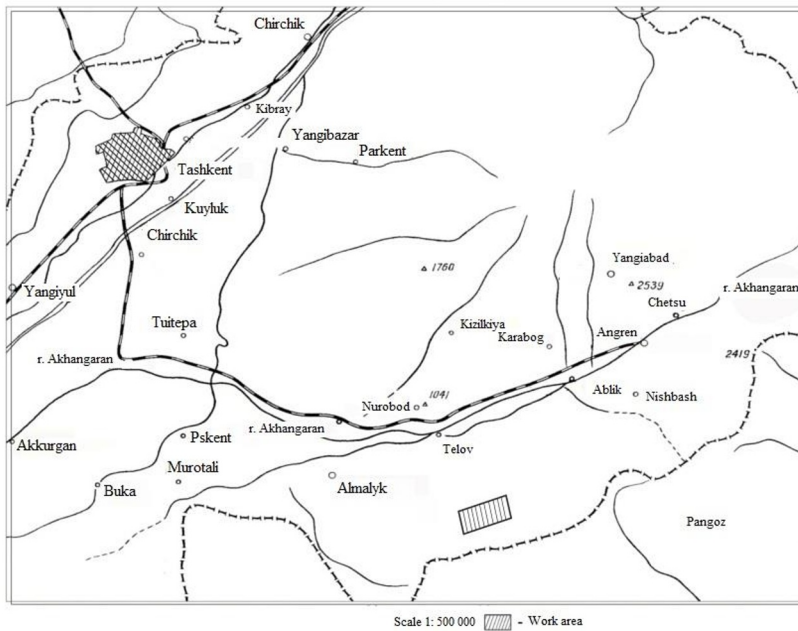 Chirchik
Kibray
Yangibazar
Parkent
Tashkent
Kuyluk
Chirchik
1760
Yangiabad
2539
r. Akhangaran
Yangiyul
Chetsu
Tuitepa
Kizilkiya
Karabog
Angren
r. Akhangaran
2419
Ablik
Nishbash
1041
Nurobod
r. Akhangaran
Pskent
Akkurgan
Telov
Murotali
Almalyk
Buka
Pangoz
Scale 1: 500 000 - Work area